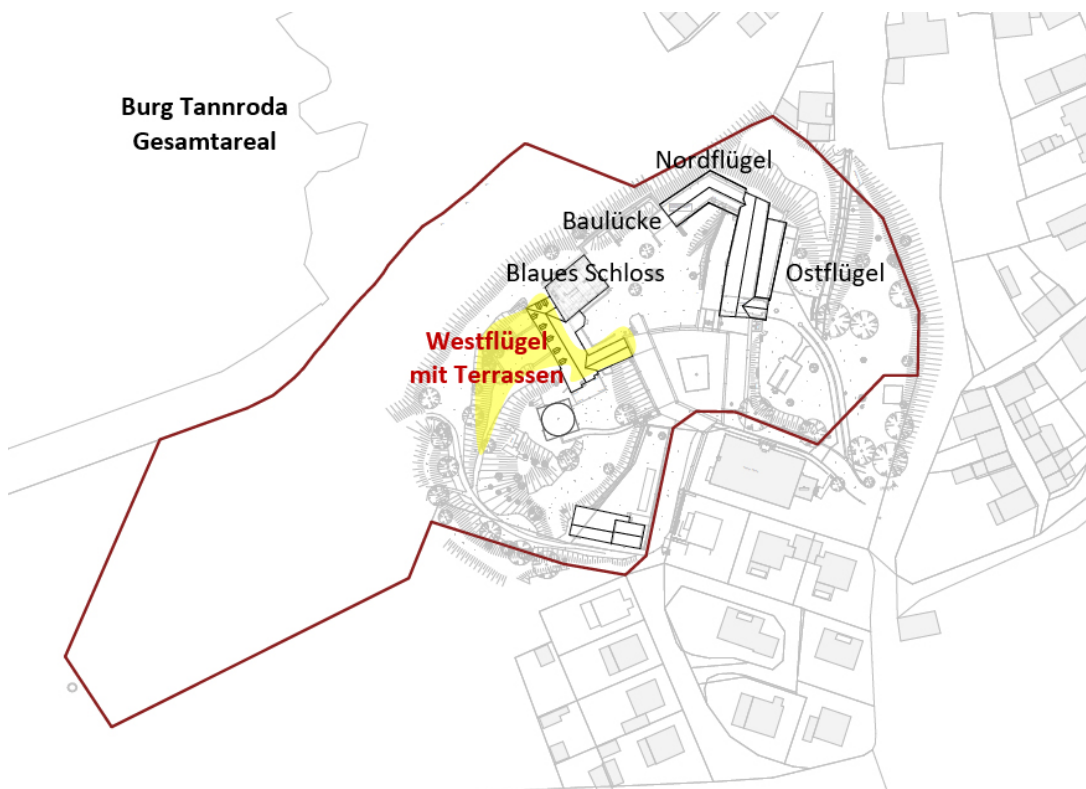 Burg Tannroda
Gesamtareal
Nordflügel
Baulücke
Blaues Schloss
Ostflügel
Westflügel
mit Terrassen